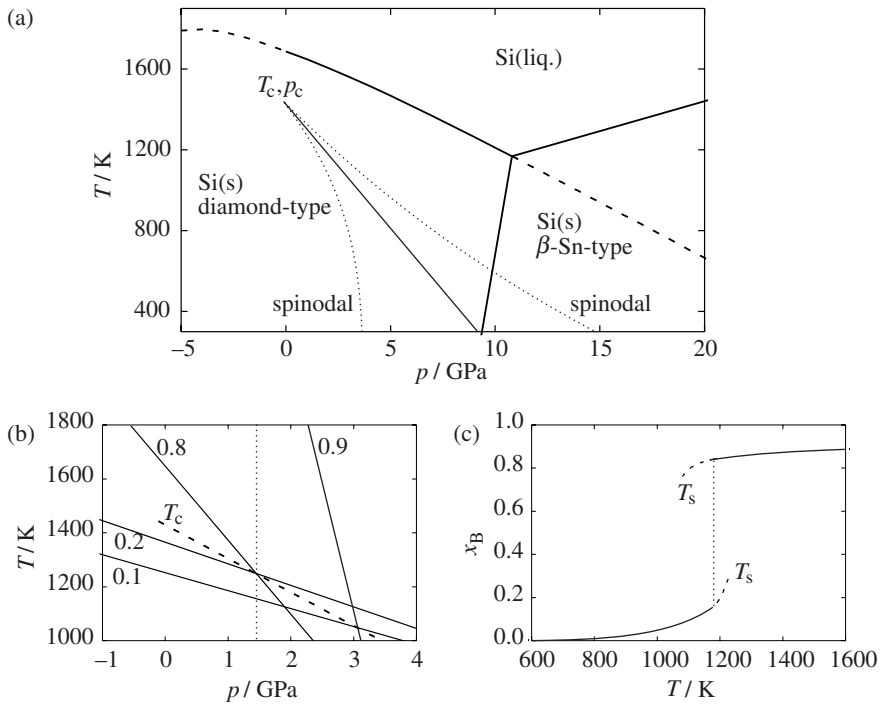 (a)
1600
1200
800
400
T / K
Si(liq.)
Tc, pc
Si(s)
diamond-type
Si(s)
β-Sn-type
spinodal
spinodal
−5 0 5 10 15 20
p / GPa
(b)
1800
1600
1400
1200
1000
T / K
0.8
0.9
Tc
0.2
0.1
−1 0 1 2 3 4
p / GPa
(c)
1.0
0.8
0.6
0.4
0.2
0.0
xB
Ts
Ts
600 800 1000 1200 1400 1600
T / K